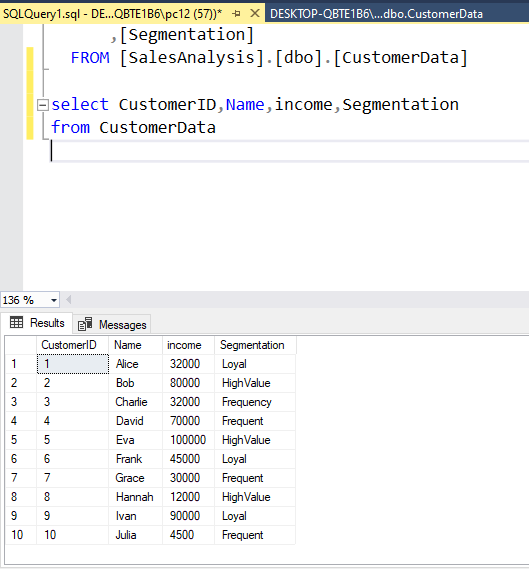 SQLQuery1.sql - DE...QBTE1B6\pc12 (57))* DESKTOP-QBTE1B6\...dbo.CustomerData
,[Segmentation]
FROM [SalesAnalysis].[dbo].[CustomerData]
select CustomerID,Name,income,Segmentation
from CustomerData
136 %
Results Messages
CustomerID Name income Segmentation
1 1 Alice 32000 Loyal
2 2 Bob 80000 HighValue
3 3 Charlie 32000 Frequency
4 4 David 70000 Frequent
5 5 Eva 100000 HighValue
6 6 Frank 45000 Loyal
7 7 Grace 30000 Frequent
8 8 Hannah 12000 HighValue
9 9 Ivan 90000 Loyal
10 10 Julia 4500 Frequent